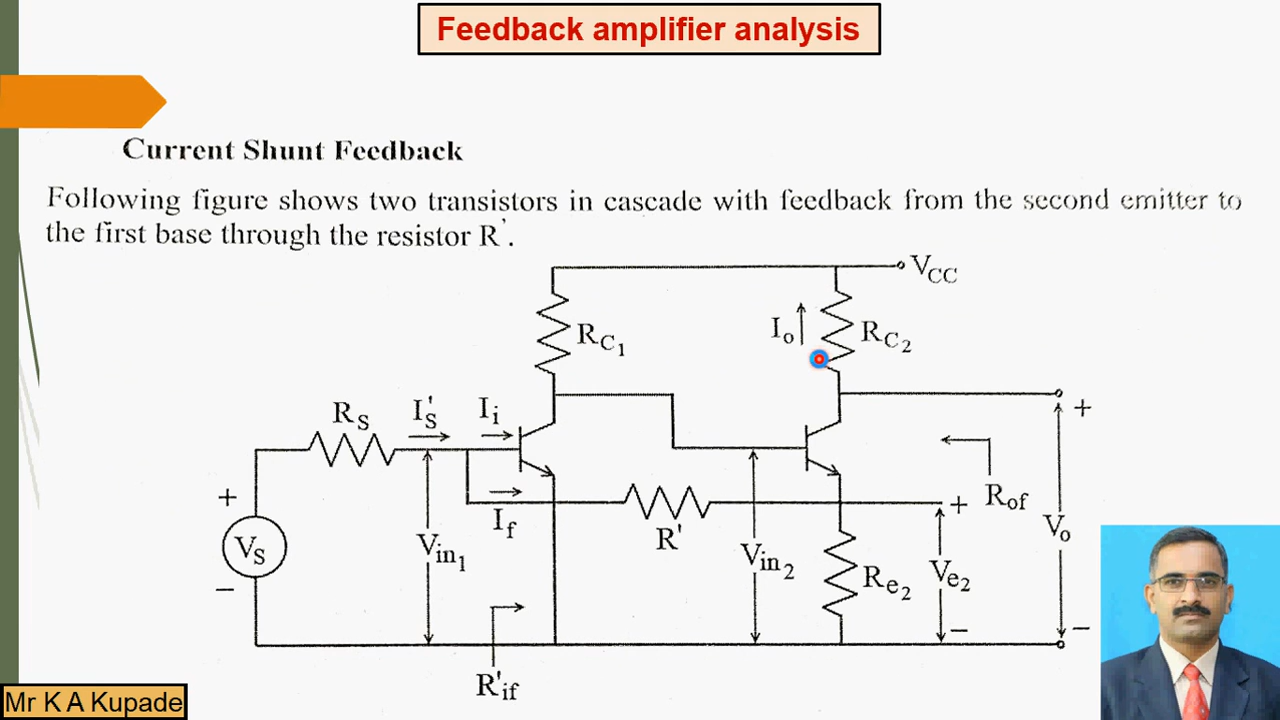 Feedback amplifier analysis
Current Shunt Feedback
Following figure shows two transistors in cascade with feedback from the second emitter to
the first base through the resistor R'.
VCC
RC1
Io
RC2
RS
I'S
Ii
+
+
If
R'
+
Rof
VS
Vin1
Vin2
Re2
Ve2
Vo
−
−
−
R'if
Mr K A Kupade